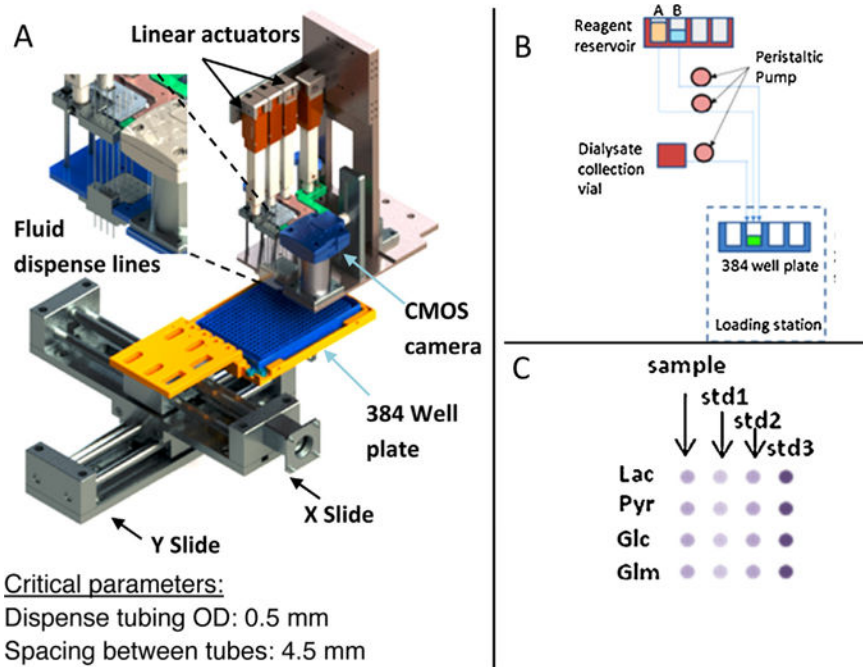 A
Linear actuators
Fluid
dispense lines
CMOS
camera
384 Well
plate
X Slide
Y Slide
Critical parameters:
Dispense tubing OD: 0.5 mm
Spacing between tubes: 4.5 mm
B
A B
Reagent
reservoir
Peristaltic
Pump
Dialysate
collection
vial
384 well plate
Loading station
C
sample
std1
std2
std3
Lac
Pyr
Glc
Glm